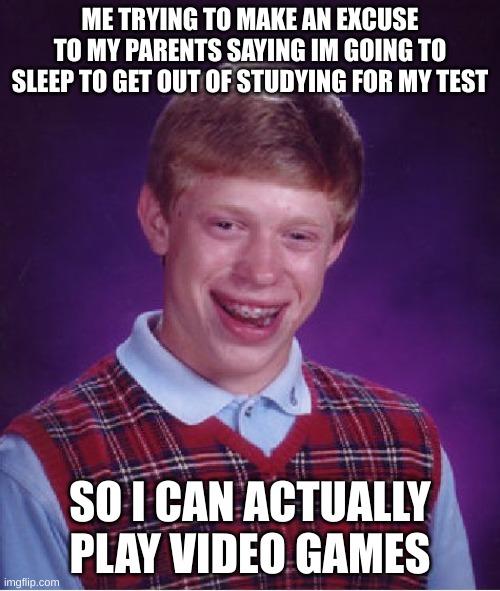 ME TRYING TO MAKE AN EXCUSE
TO MY PARENTS SAYING IM GOING TO
SLEEP TO GET OUT OF STUDYING FOR MY TEST
SO I CAN ACTUALLY
PLAY VIDEO GAMES
imgflip.com